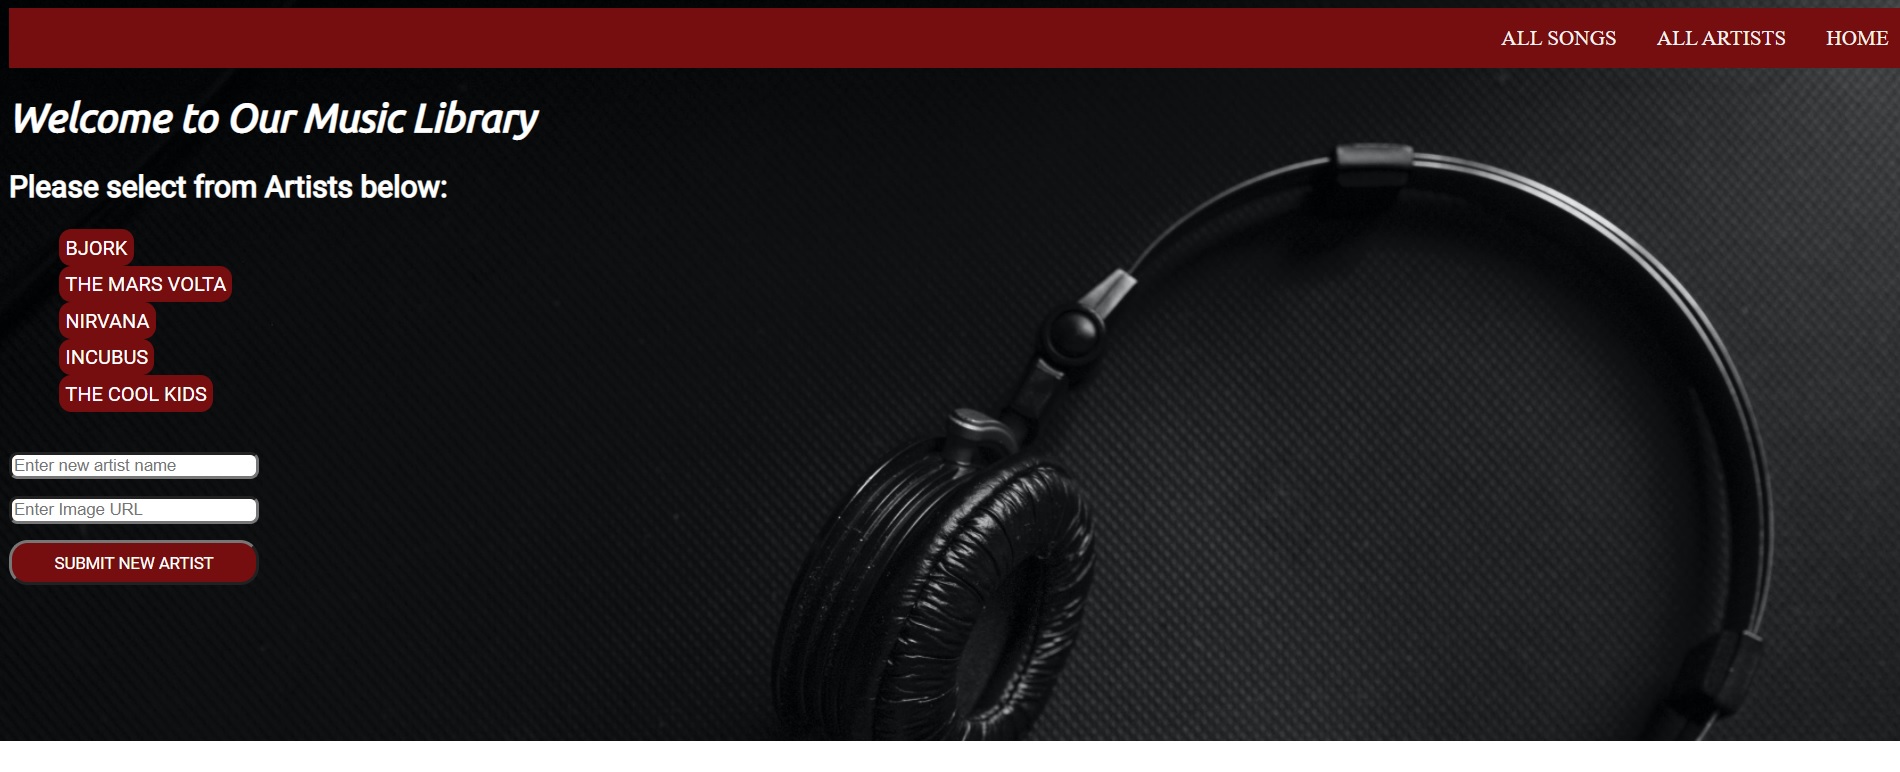 ALL SONGS ALL ARTISTS HOME
Welcome to Our Music Library
Please select from Artists below:
BJORK
THE MARS VOLTA
NIRVANA
INCUBUS
THE COOL KIDS
Enter new artist name
Enter Image URL
SUBMIT NEW ARTIST